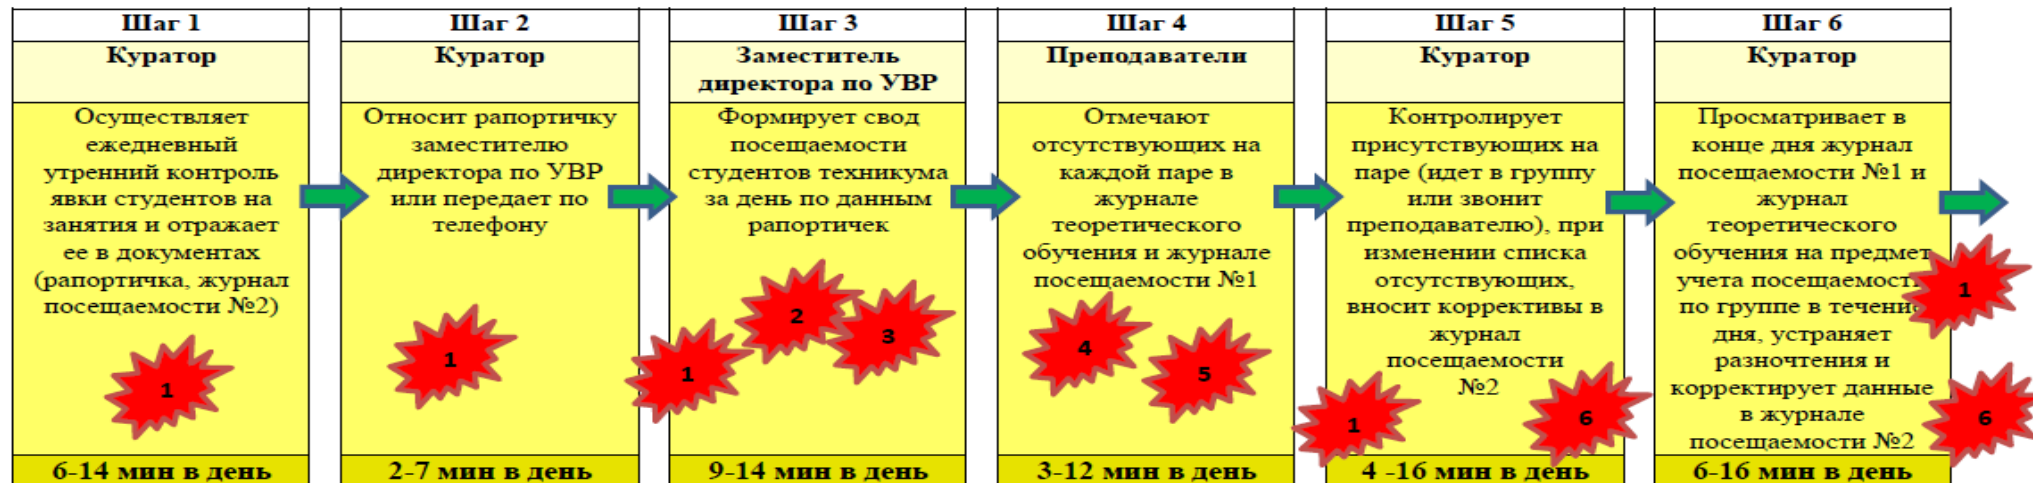 Шаг 1
Куратор
Осуществляет
ежедневный
утренний контроль
явки студентов на
занятия и отражает
ее в документах
(рапортичка, журнал
посещаемости №2)
1
6-14 мин в день
Шаг 2
Куратор
Относит рапортичку
заместителю
директора по УВР
или передает по
телефону
1
2-7 мин в день
Шаг 3
Заместитель
директора по УВР
Формирует свод
посещаемости
студентов техникума
за день по данным
рапортичек
2
3
1
9-14 мин в день
Шаг 4
Преподаватели
Отмечают
отсутствующих на
каждой паре в
журнале
теоретического
обучения и журнале
посещаемости №1
4
5
3-12 мин в день
Шаг 5
Куратор
Контролирует
присутствующих на
паре (идет в группу
или звонит
преподавателю), при
изменении списка
отсутствующих,
вносит коррективы в
журнал
посещаемости
№2
1
6
4 -16 мин в день
Шаг 6
Куратор
Просматривает в
конце дня журнал
посещаемости №1 и
журнал
теоретического
обучения на предмет
учета посещаемости
по группе в течение
дня, устраняет
разночтения и
корректирует данные
в журнале
посещаемости №2
1
6
6-16 мин в день